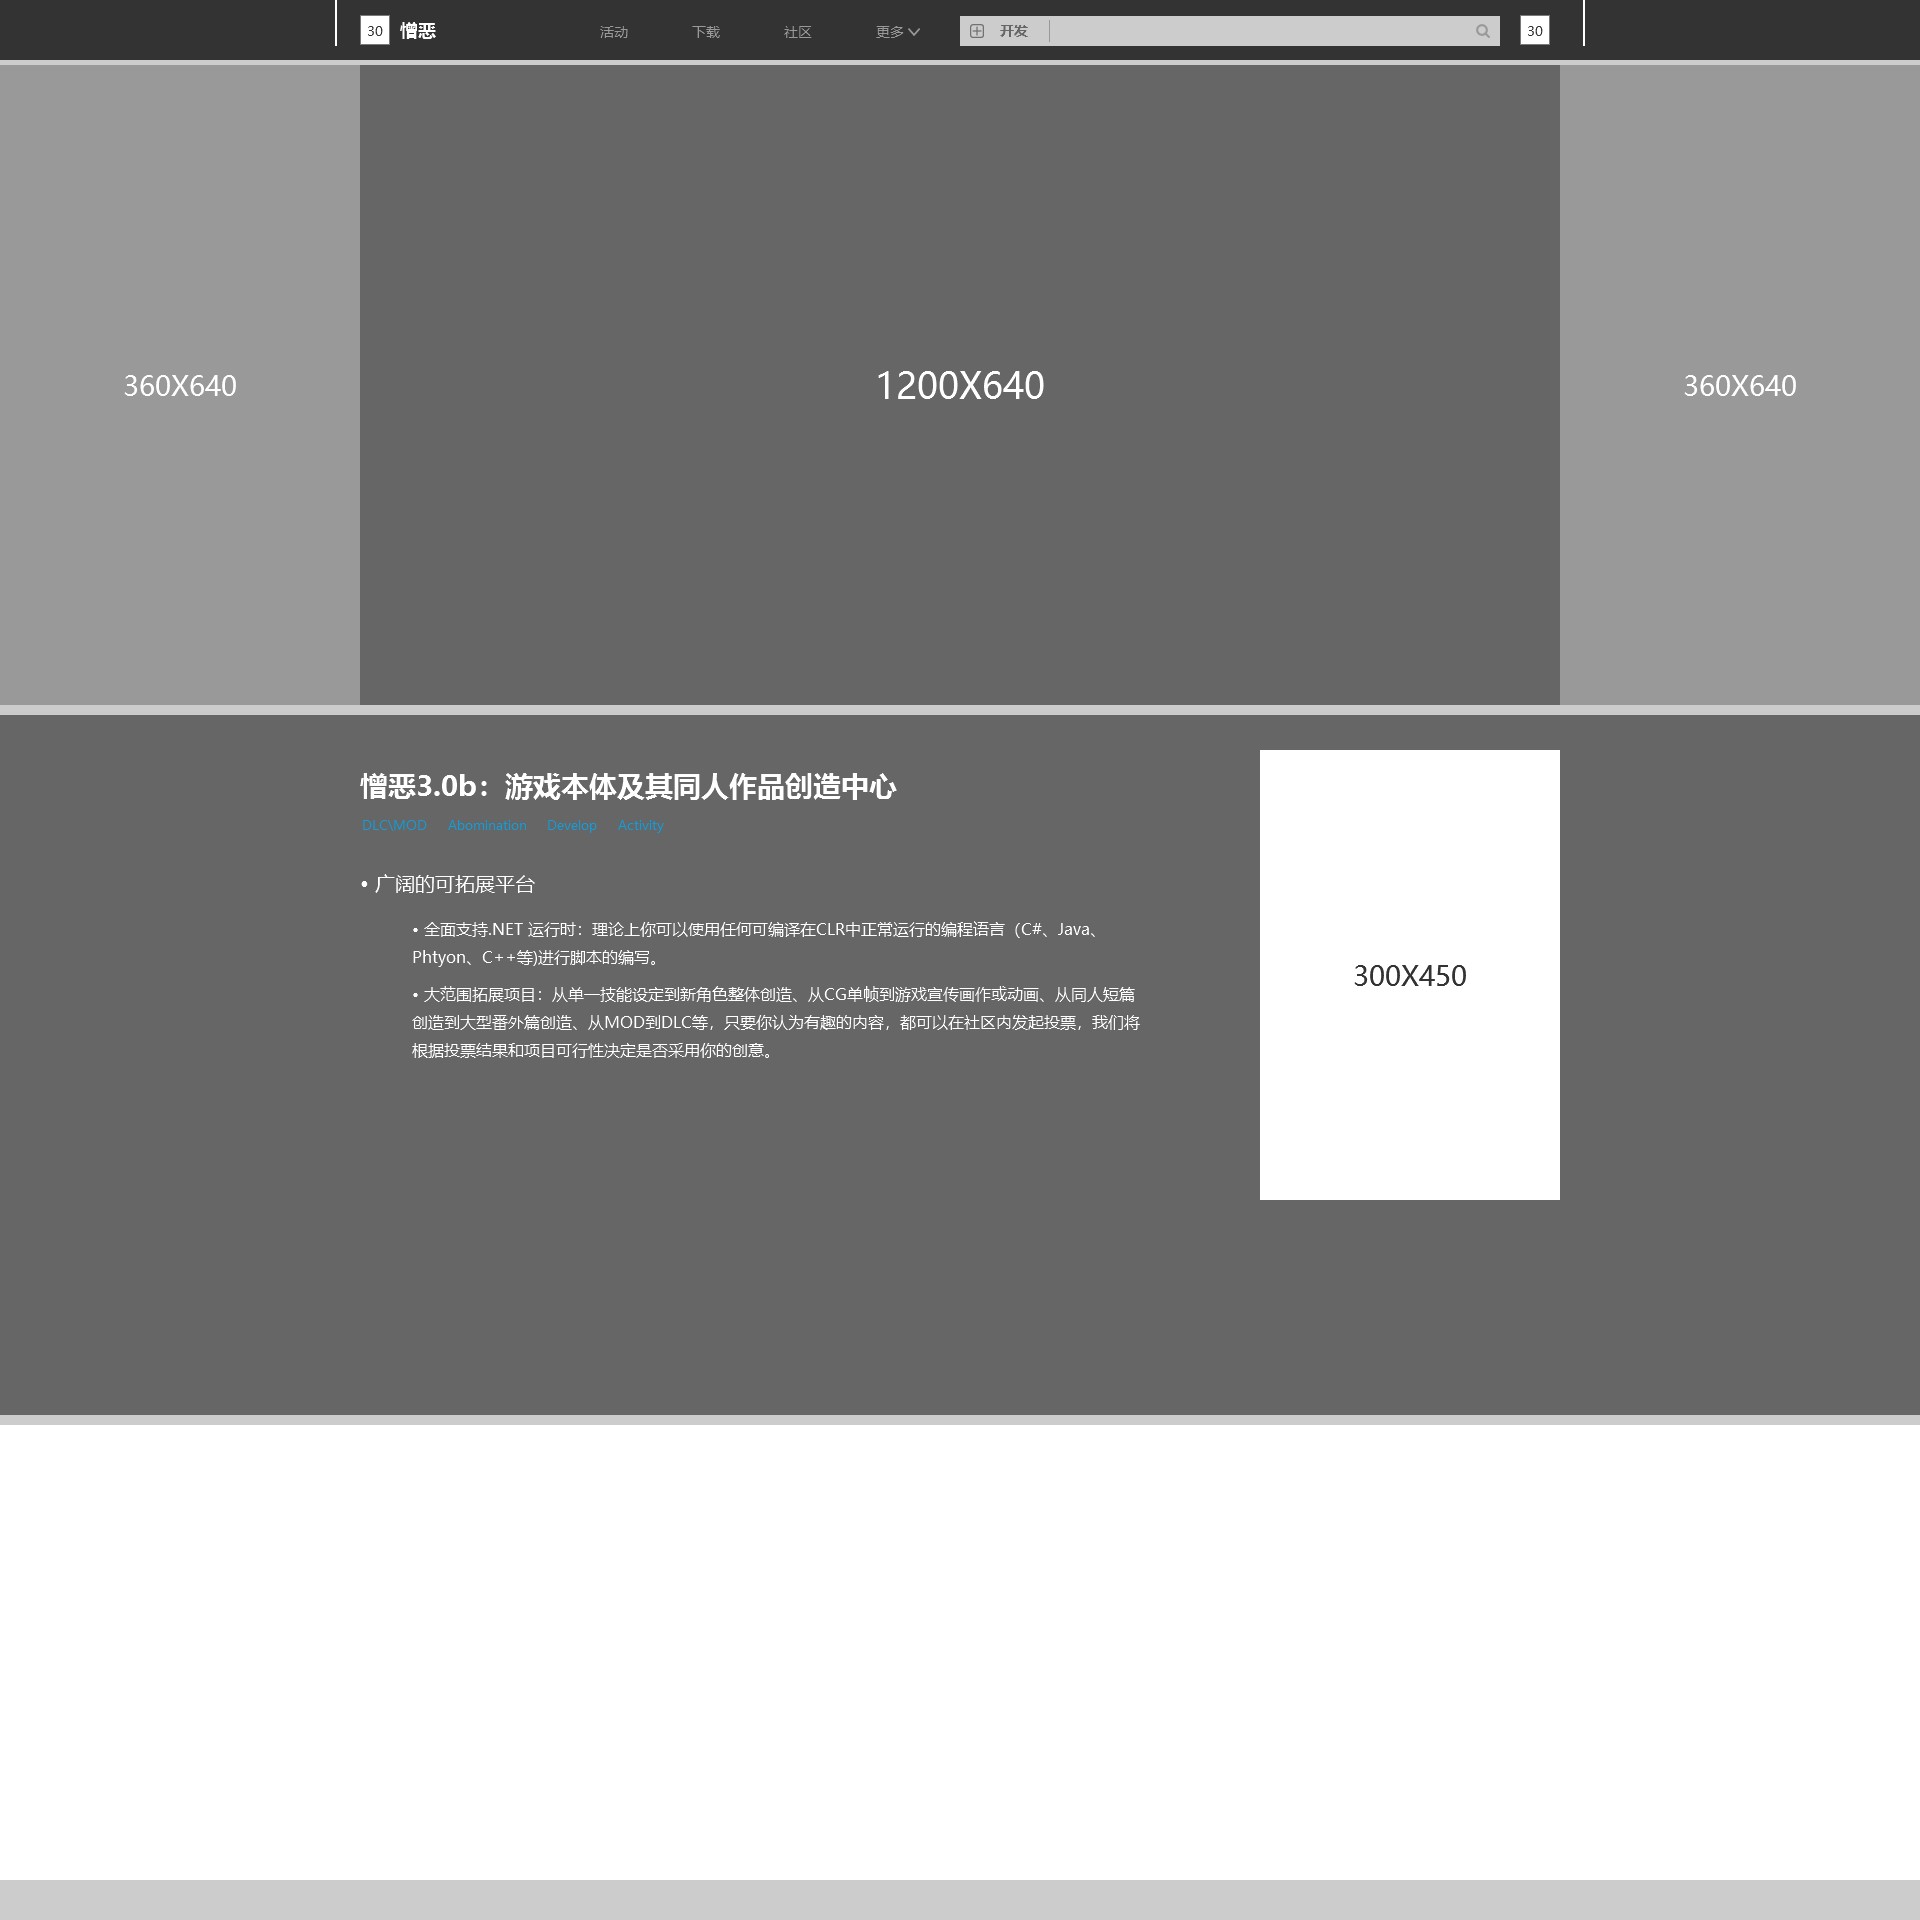 30 憎恶 活动 下载 社区 更多 开发 30
360X640 1200X640 360X640
憎恶3.0b：游戏本体及其同人作品创造中心
DLC\MOD Abomination Develop Activity
• 广阔的可拓展平台
• 全面支持.NET 运行时：理论上你可以使用任何可编译在CLR中正常运行的编程语言（C#、Java、
Phtyon、C++等)进行脚本的编写。
• 大范围拓展项目：从单一技能设定到新角色整体创造、从CG单帧到游戏宣传画作或动画、从同人短篇
创造到大型番外篇创造、从MOD到DLC等，只要你认为有趣的内容，都可以在社区内发起投票，我们将
根据投票结果和项目可行性决定是否采用你的创意。
300X450